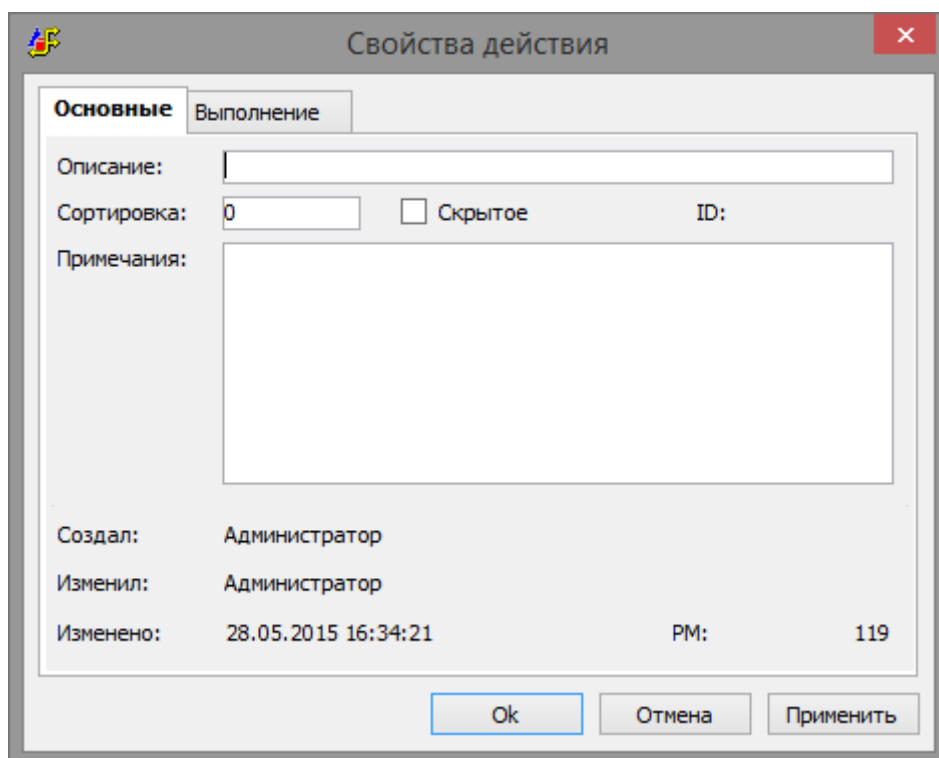 Свойства действия
Основные Выполнение
Описание:
Сортировка: 0 Скрытое ID:
Примечания:
Создал: Администратор
Изменил: Администратор
Изменено: 28.05.2015 16:34:21 РМ: 119
Ok Отмена Применить